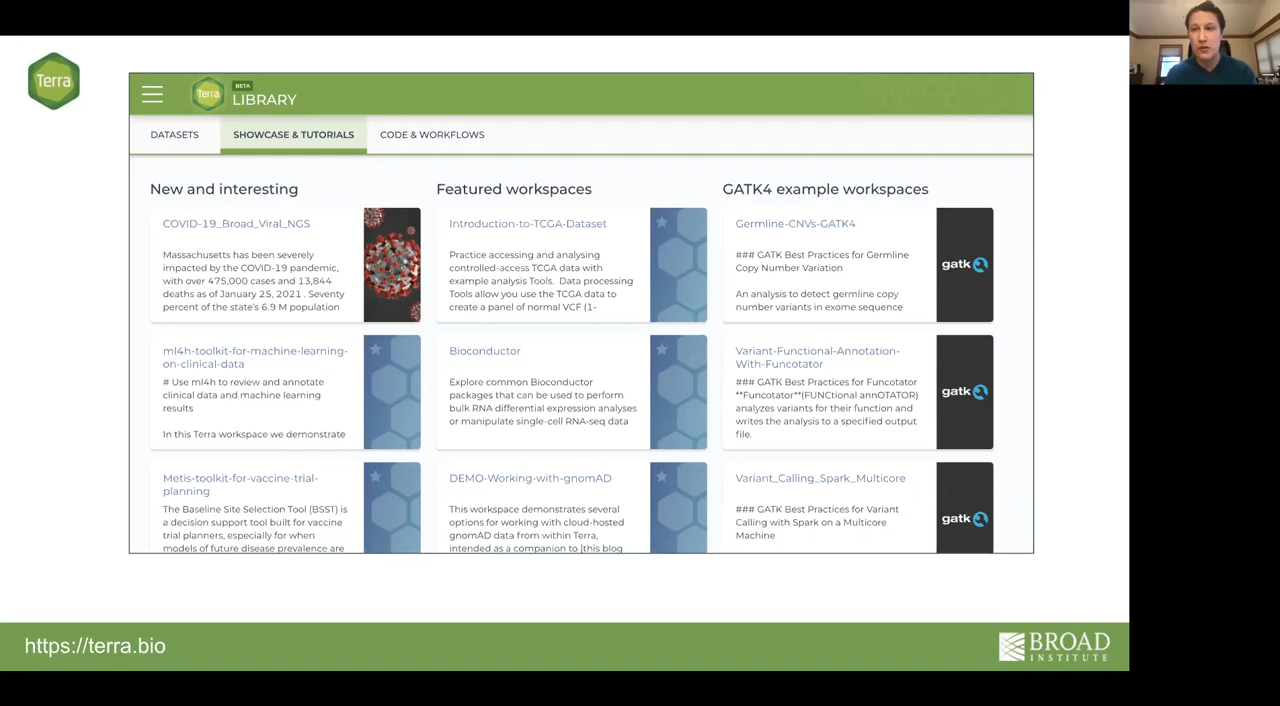 Terra
Terra
BETA
LIBRARY
DATASETS
SHOWCASE & TUTORIALS
CODE & WORKFLOWS
New and interesting
COVID-19_Broad_Viral_NGS
Massachusetts has been severely
impacted by the COVID-19 pandemic,
with over 475,000 cases and 13,844
deaths as of January 25, 2021 . Seventy
percent of the state's 6.9 M population
ml4h-toolkit-for-machine-learning-
on-clinical-data
# Use ml4h to review and annotate
clinical data and machine learning
results
In this Terra workspace we demonstrate
Metis-toolkit-for-vaccine-trial-
planning
The Baseline Site Selection Tool (BSST) is
a decision support tool built for vaccine
trial planners, especially for when
models of future disease prevalence are
Featured workspaces
Introduction-to-TCGA-Dataset
Practice accessing and analysing
controlled-access TCGA data with
example analysis Tools.  Data processing
Tools allow you use the TCGA data to
create a panel of normal VCF (1-
Bioconductor
Explore common Bioconductor
packages that can be used to perform
bulk RNA differential expression analyses
or manipulate single-cell RNA-seq data
DEMO-Working-with-gnomAD
This workspace demonstrates several
options for working with cloud-hosted
gnomAD data from within Terra,
intended as a companion to [this blog
GATK4 example workspaces
Germline-CNVs-GATK4
### GATK Best Practices for Germline
Copy Number Variation
An analysis to detect germline copy
number variants in exome sequence
gatk
Variant-Functional-Annotation-
With-Funcotator
### GATK Best Practices for Funcotator
**Funcotator**(FUNCtional annOTATOR)
analyzes variants for their function and
writes the analysis to a specified output
file.
gatk
Variant_Calling_Spark_Multicore
### GATK Best Practices for Variant
Calling with Spark on a Multicore
Machine
gatk
https://terra.bio
BROAD
INSTITUTE